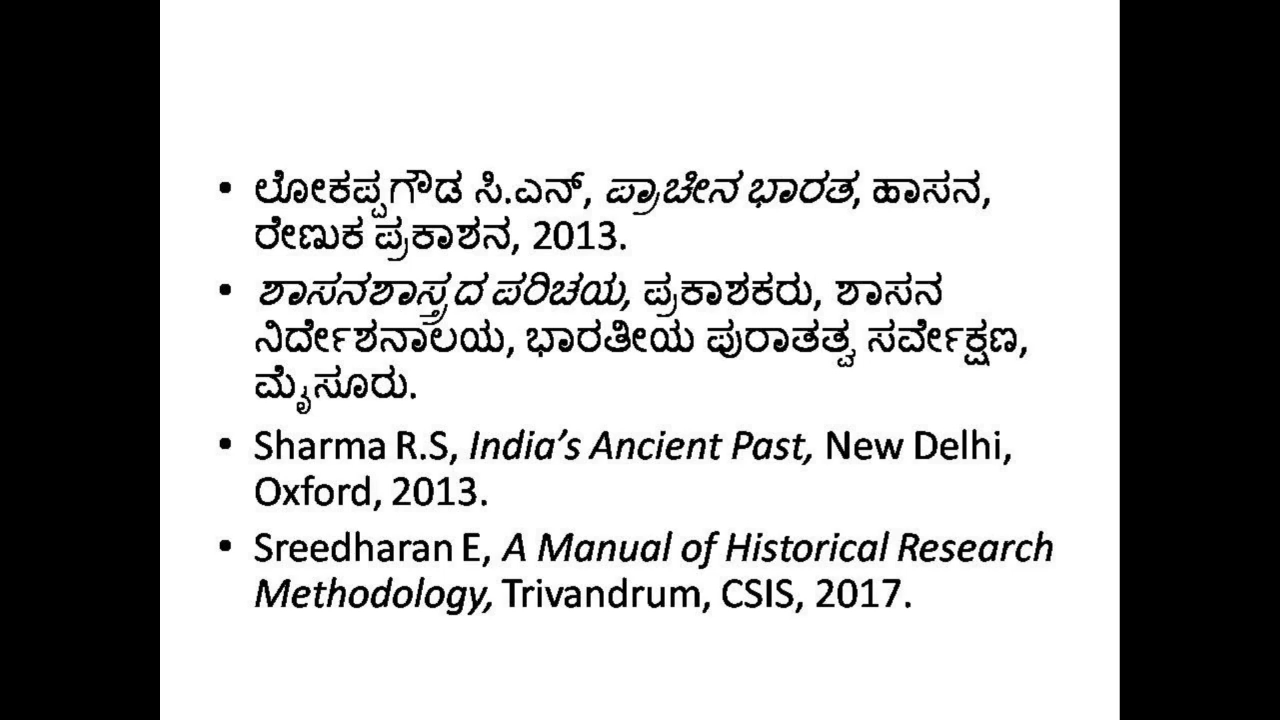 • ಲೋಕಪ್ಪಗೌಡ ಸಿ.ಎನ್, ಪ್ರಾಚೀನ ಭಾರತ, ಹಾಸನ,
ರೇಣುಕ ಪ್ರಕಾಶನ, 2013.
• ಶಾಸನಶಾಸ್ತ್ರದ ಪರಿಚಯ, ಪ್ರಕಾಶಕರು, ಶಾಸನ
ನಿರ್ದೇಶನಾಲಯ, ಭಾರತೀಯ ಪುರಾತತ್ವ ಸರ್ವೇಕ್ಷಣ,
ಮೈಸೂರು.
• Sharma R.S, India’s Ancient Past, New Delhi,
Oxford, 2013.
• Sreedharan E, A Manual of Historical Research
Methodology, Trivandrum, CSIS, 2017.